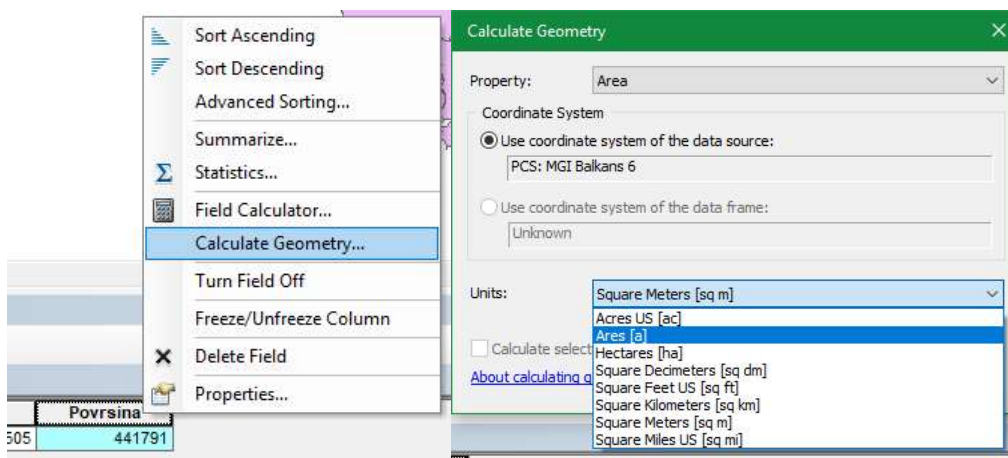 Sort Ascending
Sort Descending
Advanced Sorting...
Summarize...
Statistics...
Field Calculator...
Calculate Geometry...
Turn Field Off
Freeze/Unfreeze Column
Delete Field
Properties...
Povrsina
505 441791
Calculate Geometry
Property: Area
Coordinate System
Use coordinate system of the data source:
PCS: MGI Balkans 6
Use coordinate system of the data frame:
Unknown
Units: Square Meters [sq m]
Acres US [ac]
Ares [a]
Hectares [ha]
Square Decimeters [sq dm]
Square Feet US [sq ft]
Square Kilometers [sq km]
Square Meters [sq m]
Square Miles US [sq mi]
Calculate select
About calculating g